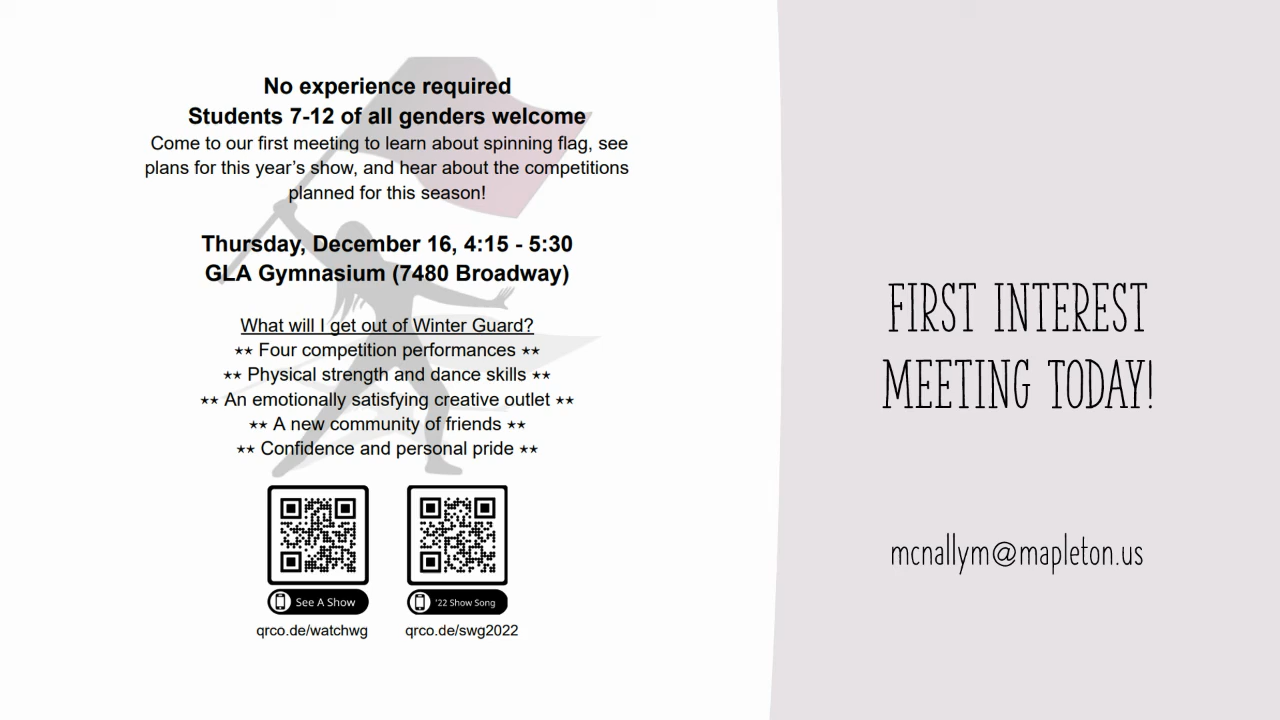 No experience required
Students 7-12 of all genders welcome
Come to our first meeting to learn about spinning flag, see
plans for this year's show, and hear about the competitions
planned for this season!
Thursday, December 16, 4:15 - 5:30
GLA Gymnasium (7480 Broadway)
What will I get out of Winter Guard?
★★ Four competition performances ★★
★★ Physical strength and dance skills ★★
★★ An emotionally satisfying creative outlet ★★
★★ A new community of friends ★★
★★ Confidence and personal pride ★★
See A Show
'22 Show Song
qrco.de/watchwg
qrco.de/swg2022
FIRST INTEREST
MEETING TODAY!
mcnallym@mapleton.us